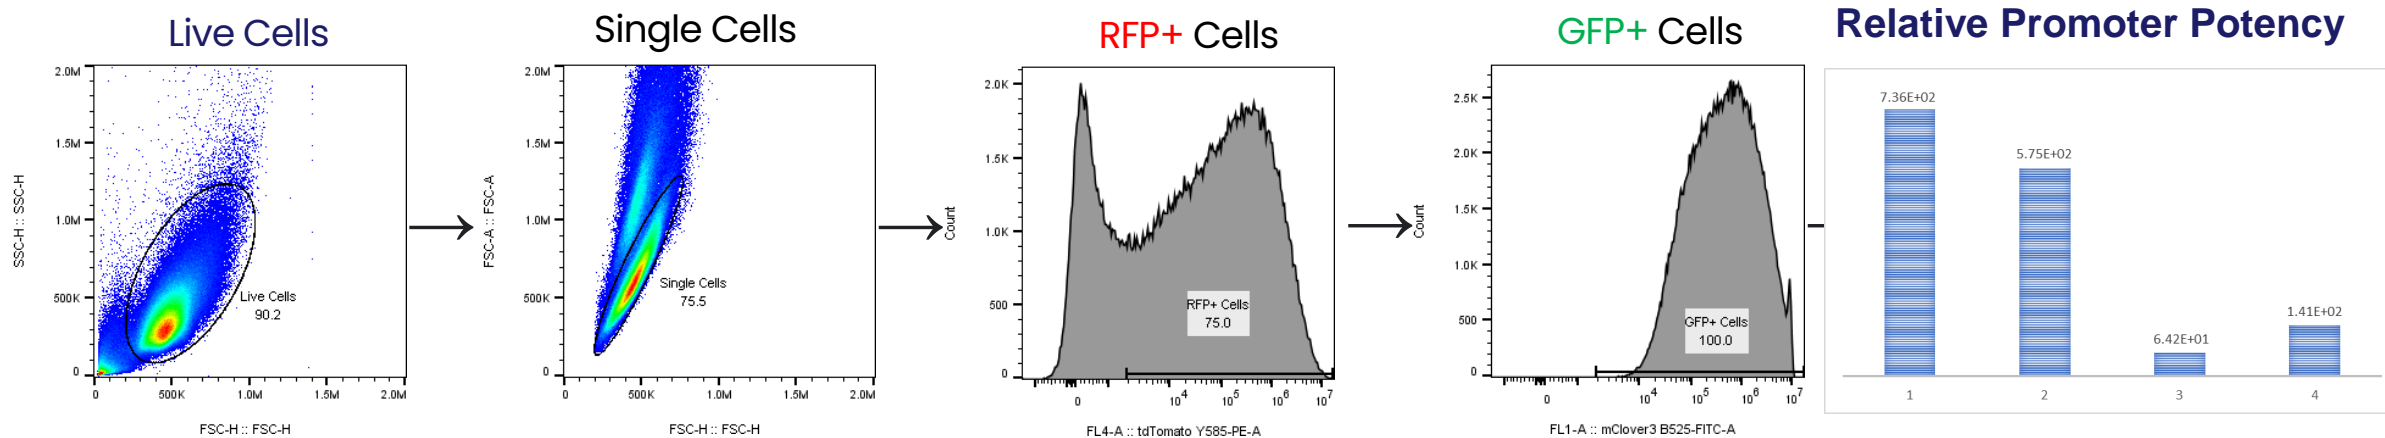 Live Cells
Single Cells
RFP+ Cells
GFP+ Cells
Relative Promoter Potency
2.0M
1.5M
1.0M
500K
0
SSC-H :: SSC-H
Live Cells
90.2
0
500K
1.0M
1.5M
2.0M
FSC-H :: FSC-H
2.0M
1.5M
1.0M
500K
0
FSC-A :: FSC-A
Single Cells
75.5
0
500K
1.0M
1.5M
2.0M
FSC-H :: FSC-H
2.0K
1.5K
1.0K
500
0
Count
RFP+ Cells
75.0
0
10^4
10^5
10^6
10^7
FL4-A :: tdTomato Y585-PE-A
2.5K
2.0K
1.5K
1.0K
500
0
Count
GFP+ Cells
100.0
0
10^4
10^5
10^6
10^7
FL1-A :: mClover3 B525-FITC-A
7.36E+02
5.75E+02
6.42E+01
1.41E+02
1
2
3
4